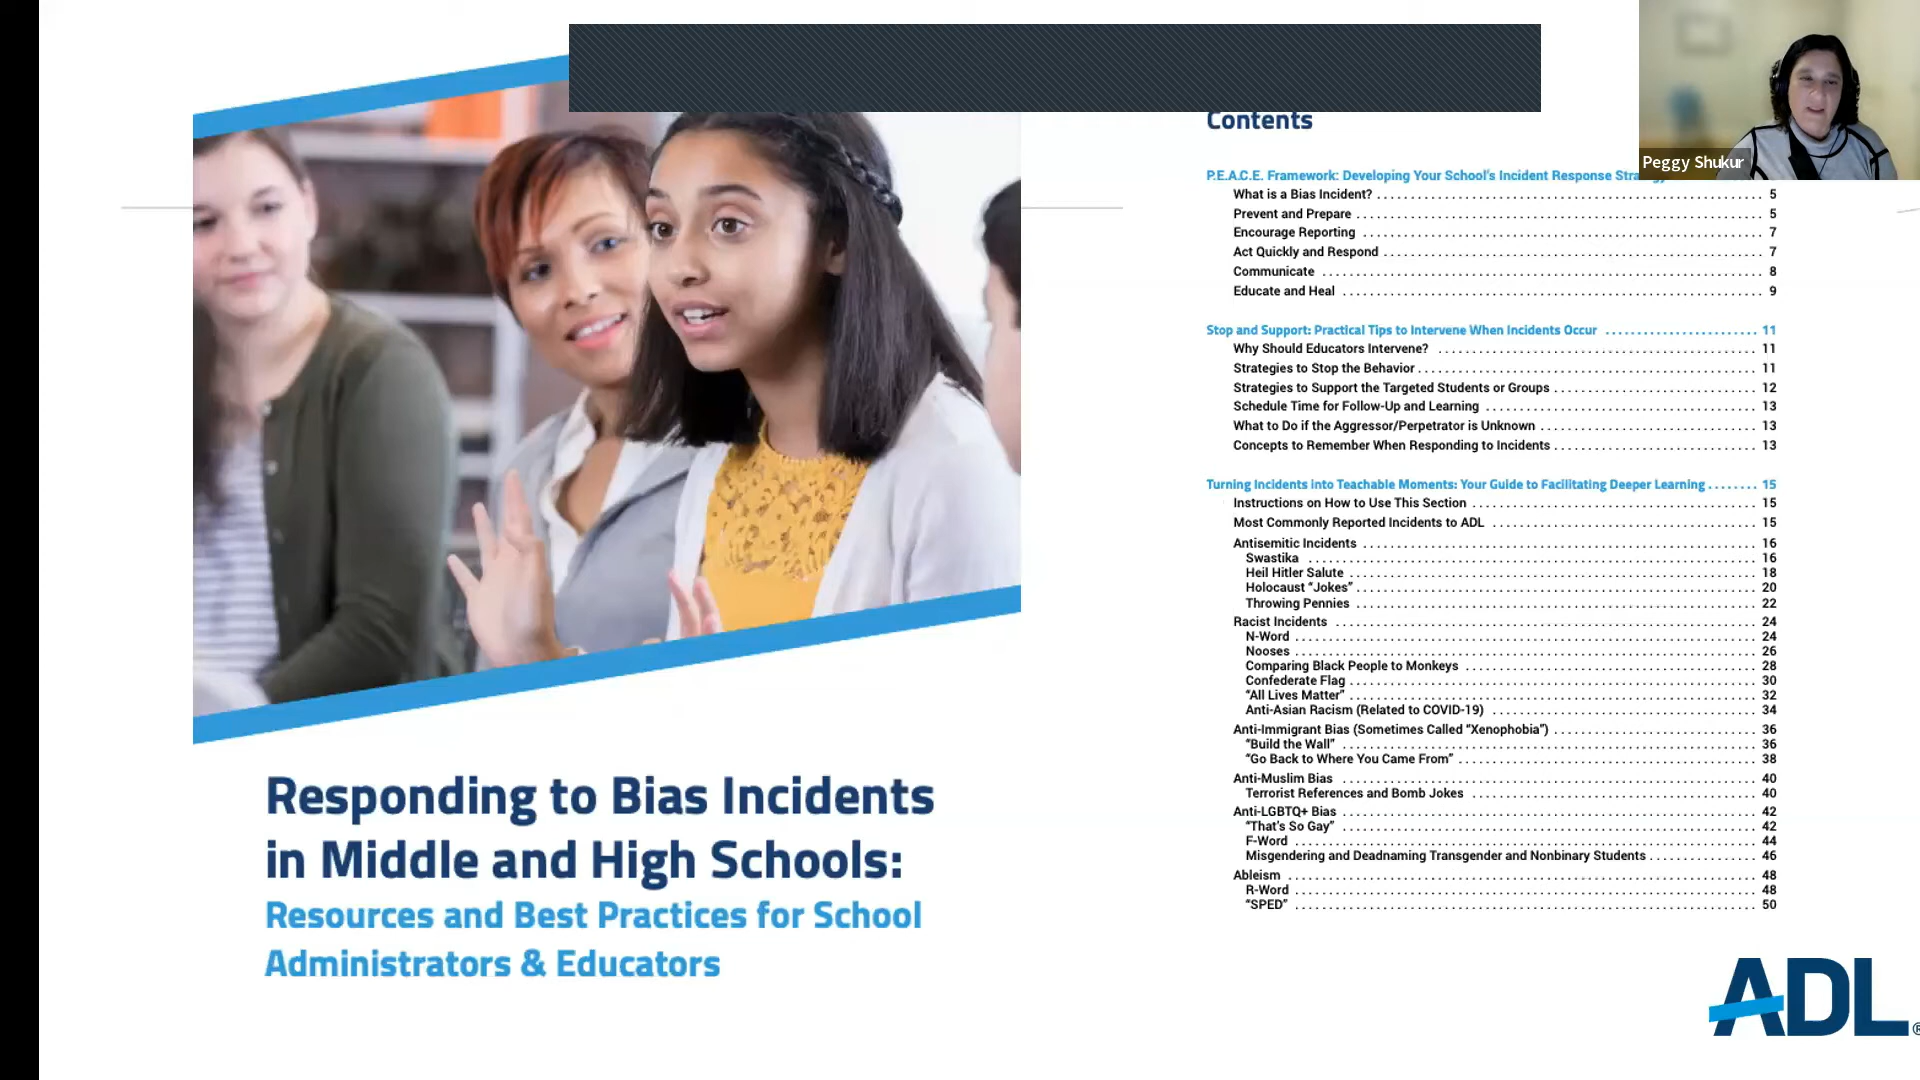 Peggy Shukur
Responding to Bias Incidents
in Middle and High Schools:
Resources and Best Practices for School
Administrators & Educators
Contents
P.E.A.C.E. Framework: Developing Your School's Incident Response
What is a Bias Incident? 5
Prevent and Prepare 5
Encourage Reporting 7
Act Quickly and Respond 7
Communicate 8
Educate and Heal 9
Stop and Support: Practical Tips to Intervene When Incidents Occur 11
Why Should Educators Intervene? 11
Strategies to Stop the Behavior 11
Strategies to Support the Targeted Students or Groups 12
Schedule Time for Follow-Up and Learning 13
What to Do if the Aggressor/Perpetrator is Unknown 13
Concepts to Remember When Responding to Incidents 13
Turning Incidents into Teachable Moments: Your Guide to Facilitating Deeper Learning 15
Instructions on How to Use This Section 15
Most Commonly Reported Incidents to ADL 15
Antisemitic Incidents 16
Swastika 16
Heil Hitler Salute 18
Holocaust “Jokes” 20
Throwing Pennies 22
Racist Incidents 24
N-Word 24
Nooses 26
Comparing Black People to Monkeys 28
Confederate Flag 30
“All Lives Matter” 32
Anti-Asian Racism (Related to COVID-19) 34
Anti-Immigrant Bias (Sometimes Called “Xenophobia”) 36
“Build the Wall” 36
“Go Back to Where You Came From” 38
Anti-Muslim Bias 40
Terrorist References and Bomb Jokes 40
Anti-LGBTQ+ Bias 42
“That's So Gay” 42
F-Word 44
Misgendering and Deadnaming Transgender and Nonbinary Students 46
Ableism 48
R-Word 48
“SPED” 50
ADL®